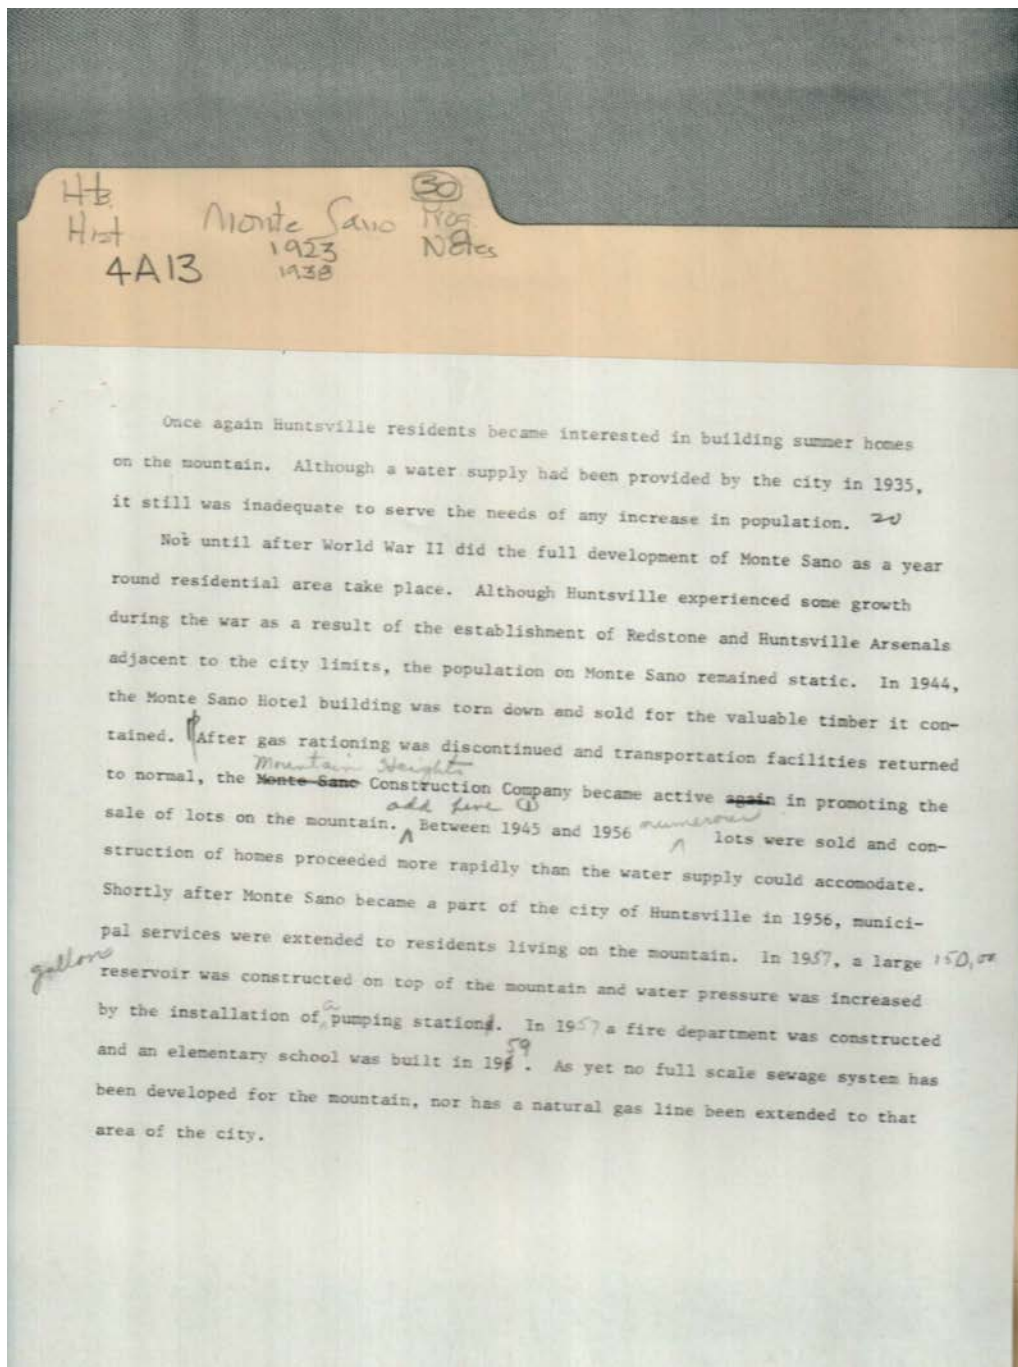 Hts.
Hist
4A13
Monte Sano
1923
1938
30
Prog
Notes
Once again Huntsville residents became interested in building summer homes
on the mountain. Although a water supply had been provided by the city in 1935,
it still was inadequate to serve the needs of any increase in population. 20
Not until after World War II did the full development of Monte Sano as a year
round residential area take place. Although Huntsville experienced some growth
during the war as a result of the establishment of Redstone and Huntsville Arsenals
adjacent to the city limits, the population on Monte Sano remained static. In 1944,
the Monte Sano Hotel building was torn down and sold for the valuable timber it con-
tained. ¶After gas rationing was discontinued and transportation facilities returned
Mountain Heights
to normal, the Monte Sano Construction Company became active again in promoting the
add five ①
sale of lots on the mountain. Between 1945 and 1956 numerous lots were sold and con-
struction of homes proceeded more rapidly than the water supply could accomodate.
Shortly after Monte Sano became a part of the city of Huntsville in 1956, munici-
pal services were extended to residents living on the mountain. In 1957, a large 150,00
gallon
reservoir was constructed on top of the mountain and water pressure was increased
by the installation of a pumping station. In 1957 a fire department was constructed
59
and an elementary school was built in 19 . As yet no full scale sewage system has
been developed for the mountain, nor has a natural gas line been extended to that
area of the city.